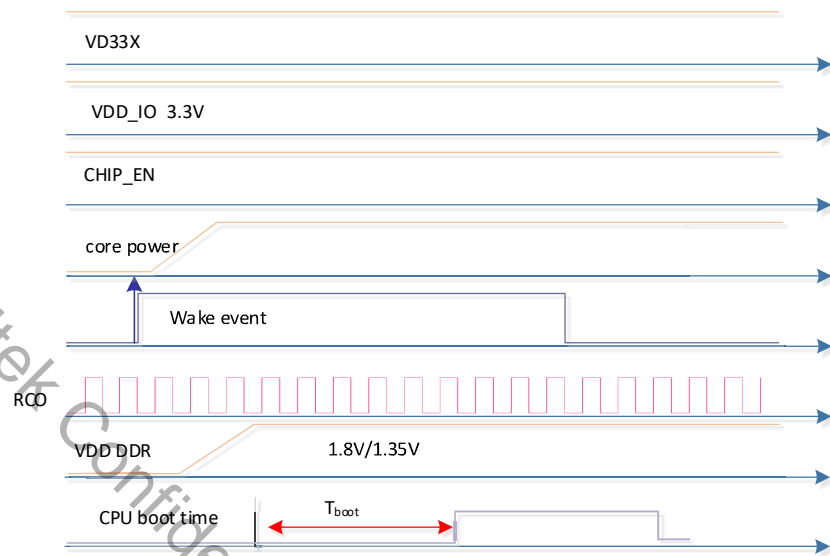 VD33X
VDD_IO 3.3V
CHIP_EN
core power
Wake event
RCO
VDD DDR 1.8V/1.35V
CPU boot time Tboot